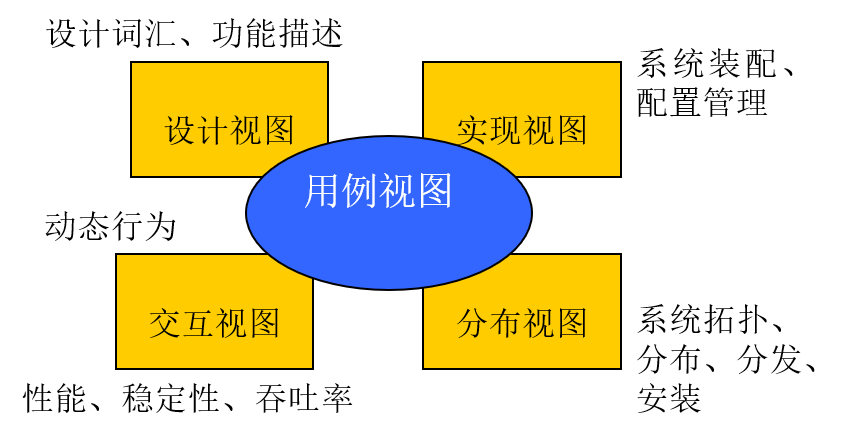 设计词汇、功能描述
系统装配、
配置管理
设计视图
实现视图
用例视图
动态行为
交互视图
分布视图
系统拓扑、
分布、分发、
安装
性能、稳定性、吞吐率